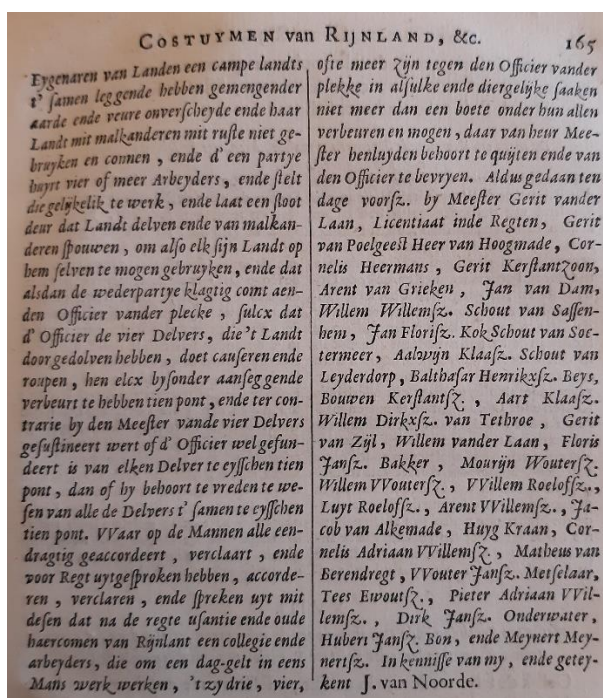 COSTUYMEN van RIJNLAND, &c. 165
Eygenaren van Landen een campe landts
t' samen leggende hebben gemengender
aarde ende veure onverscheyde ende haar
Landt mit malkanderen mit ruste niet ge-
bruyken en connen, ende d' een partye
huyrt vier of meer Arbeyders, ende stelt
die gelijkelik te werk, ende laat een sloot
deur dat Landt delven ende van malkan-
deren spouwen, om also elk sijn Landt op
hem selven te mogen gebruyken, ende dat
alsdan de wederpartye klagtig comt aen-
den Officier vander plecke, sulcx dat
d' Officier de vier Delvers, die 't Landt
door gedolven hebben, doet causeren ende
roupen, hen elcx bysonder aanseggende
verbeurt te hebben tien pont, ende ter con-
trarie by den Meester vande vier Delvers
gesustineert wert of d' Officier wel gefun-
deert is van elken Delver te eysschen tien
pont, dan of hy behoort te vreden te we-
sen van alle de Delvers t' samen te eysschen
tien pont. VVaar op de Mannen alle een-
dragtig geaccordeert, verclaart, ende
voor Regt uytgesproken hebben, accorde-
ren, verclaren, ende spreken uyt mit
desen dat na de regte usantie ende oude
haercomen van Rijnlant een collegie ende
arbeyders, die om een dag-gelt in eens
Mans werk werken, 't zy drie, vier,
ofte meer zijn tegen den Officier vander
plekke in alsulke ende diergelijke saaken
niet meer dan een boete onder hun allen
verbeuren en mogen, daar van heur Mee-
ster henluyden behoort te quijten ende van
den Officier te bevryen. Aldus gedaan ten
dage voorsz. by Meester Gerit vander
Laan, Licentiaat inde Regten, Gerit
van Poelgeest Heer van Hoogmade, Cor-
nelis Heermans, Gerit Kerstantzoon,
Arent van Grieken, Jan van Dam,
Willem Willemsz. Schout van Sassen-
hem, Jan Florisz. Kok Schout van Soc-
termeer, Aalwijn Klaasz. Schout van
Leyderdorp, Balthasar Henrikxsz. Beys,
Bouwen Kerstantsz., Aart Klaasz.
Willem Dirkxsz. van Tethroe, Gerit
van Zijl, Willem vander Laan, Floris
Jansz. Bakker, Mourijn Woutersz.
Willem VVoutersz., VVillem Roelofsz.,
Luyt Roelofsz., Arent VVillemsz., Ja-
cob van Alkemade, Huyg Kraan, Cor-
nelis Adriaan VVillemsz., Matheus van
Berendregt, VVouter Jansz. Metselaar,
Tees Ewoutsz., Pieter Adriaan VVil-
lemsz., Dirk Jansz. Onderwater,
Hubert Jansz. Bon, ende Meynert Mey-
nertsz. In kennisse van my, ende getey-
kent J. van Noorde.